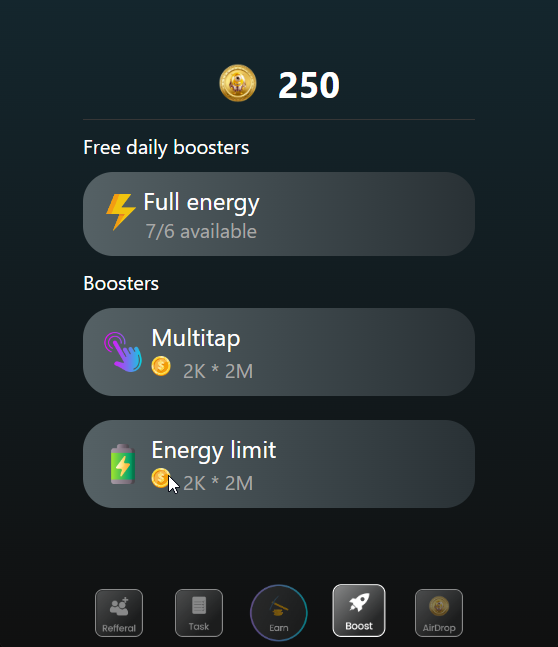 250
Free daily boosters
Full energy
7/6 available
Boosters
Multitap
2K * 2M
Energy limit
2K * 2M
Refferal
Task
Earn
Boost
AirDrop